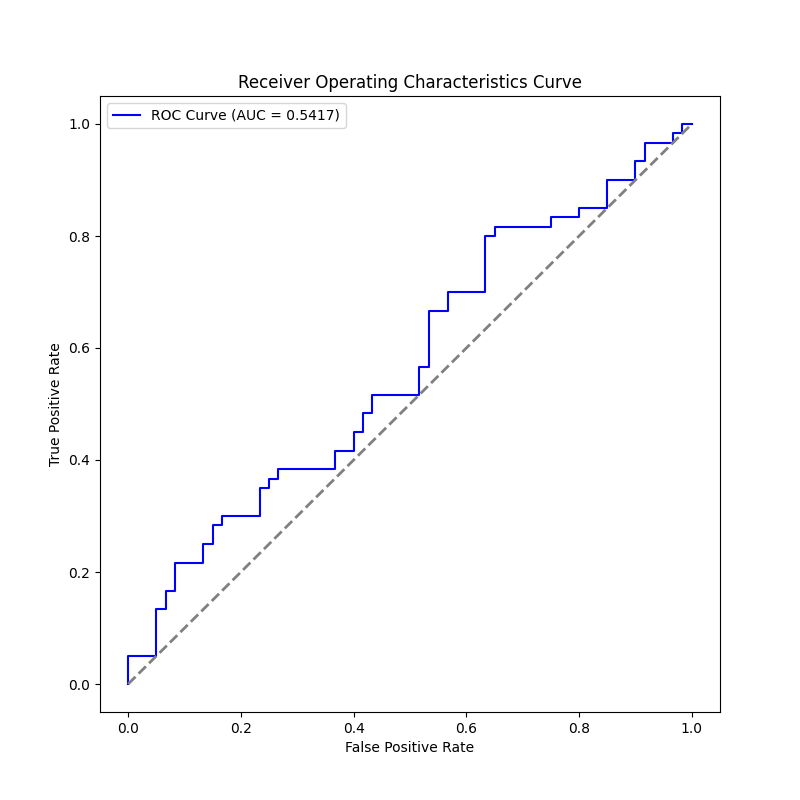 Receiver Operating Characteristics Curve
ROC Curve (AUC = 0.5417)
1.0
0.8
0.6
0.4
0.2
0.0
True Positive Rate
0.0 0.2 0.4 0.6 0.8 1.0
False Positive Rate